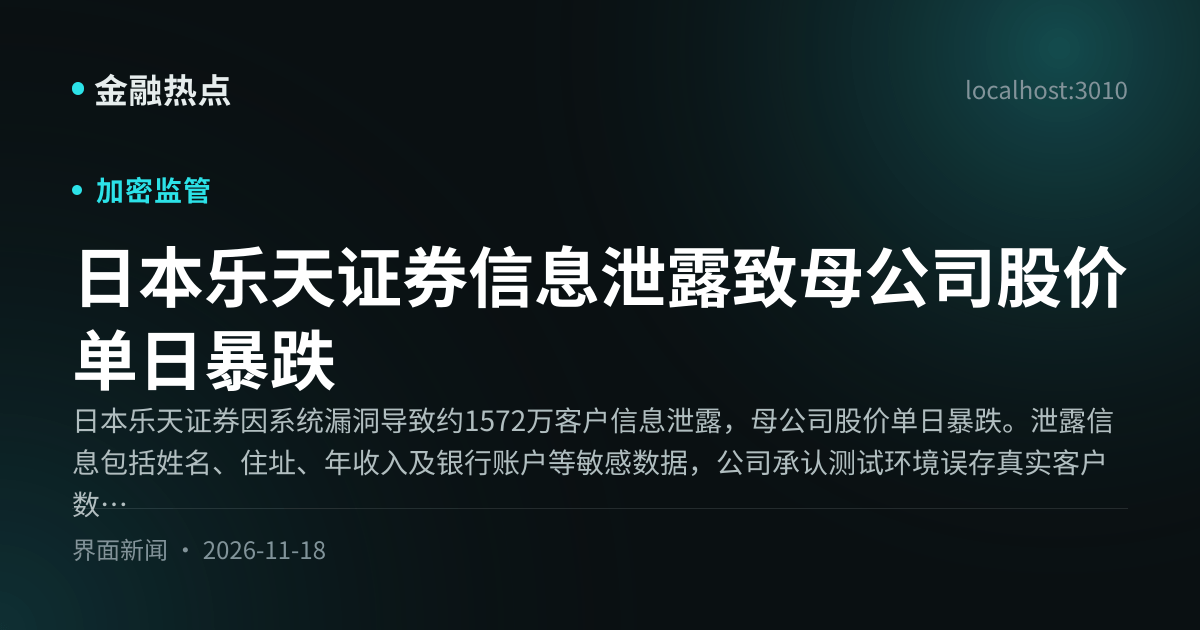 金融热点
localhost:3010
加密监管
日本乐天证券信息泄露致母公司股价
单日暴跌
日本乐天证券因系统漏洞导致约1572万客户信息泄露，母公司股价单日暴跌。泄露信
息包括姓名、住址、年收入及银行账户等敏感数据，公司承认测试环境误存真实客户
数…
界面新闻 • 2026-11-18